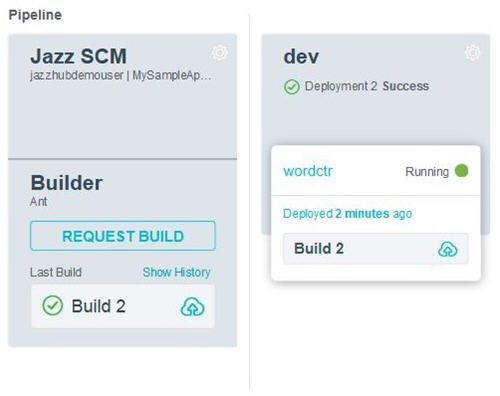 Pipeline
Jazz SCM
jazzhubdemouser | MySampleAp...
Builder
Ant
REQUEST BUILD
Last Build Show History
Build 2
dev
Deployment 2 Success
wordctr Running
Deployed 2 minutes ago
Build 2